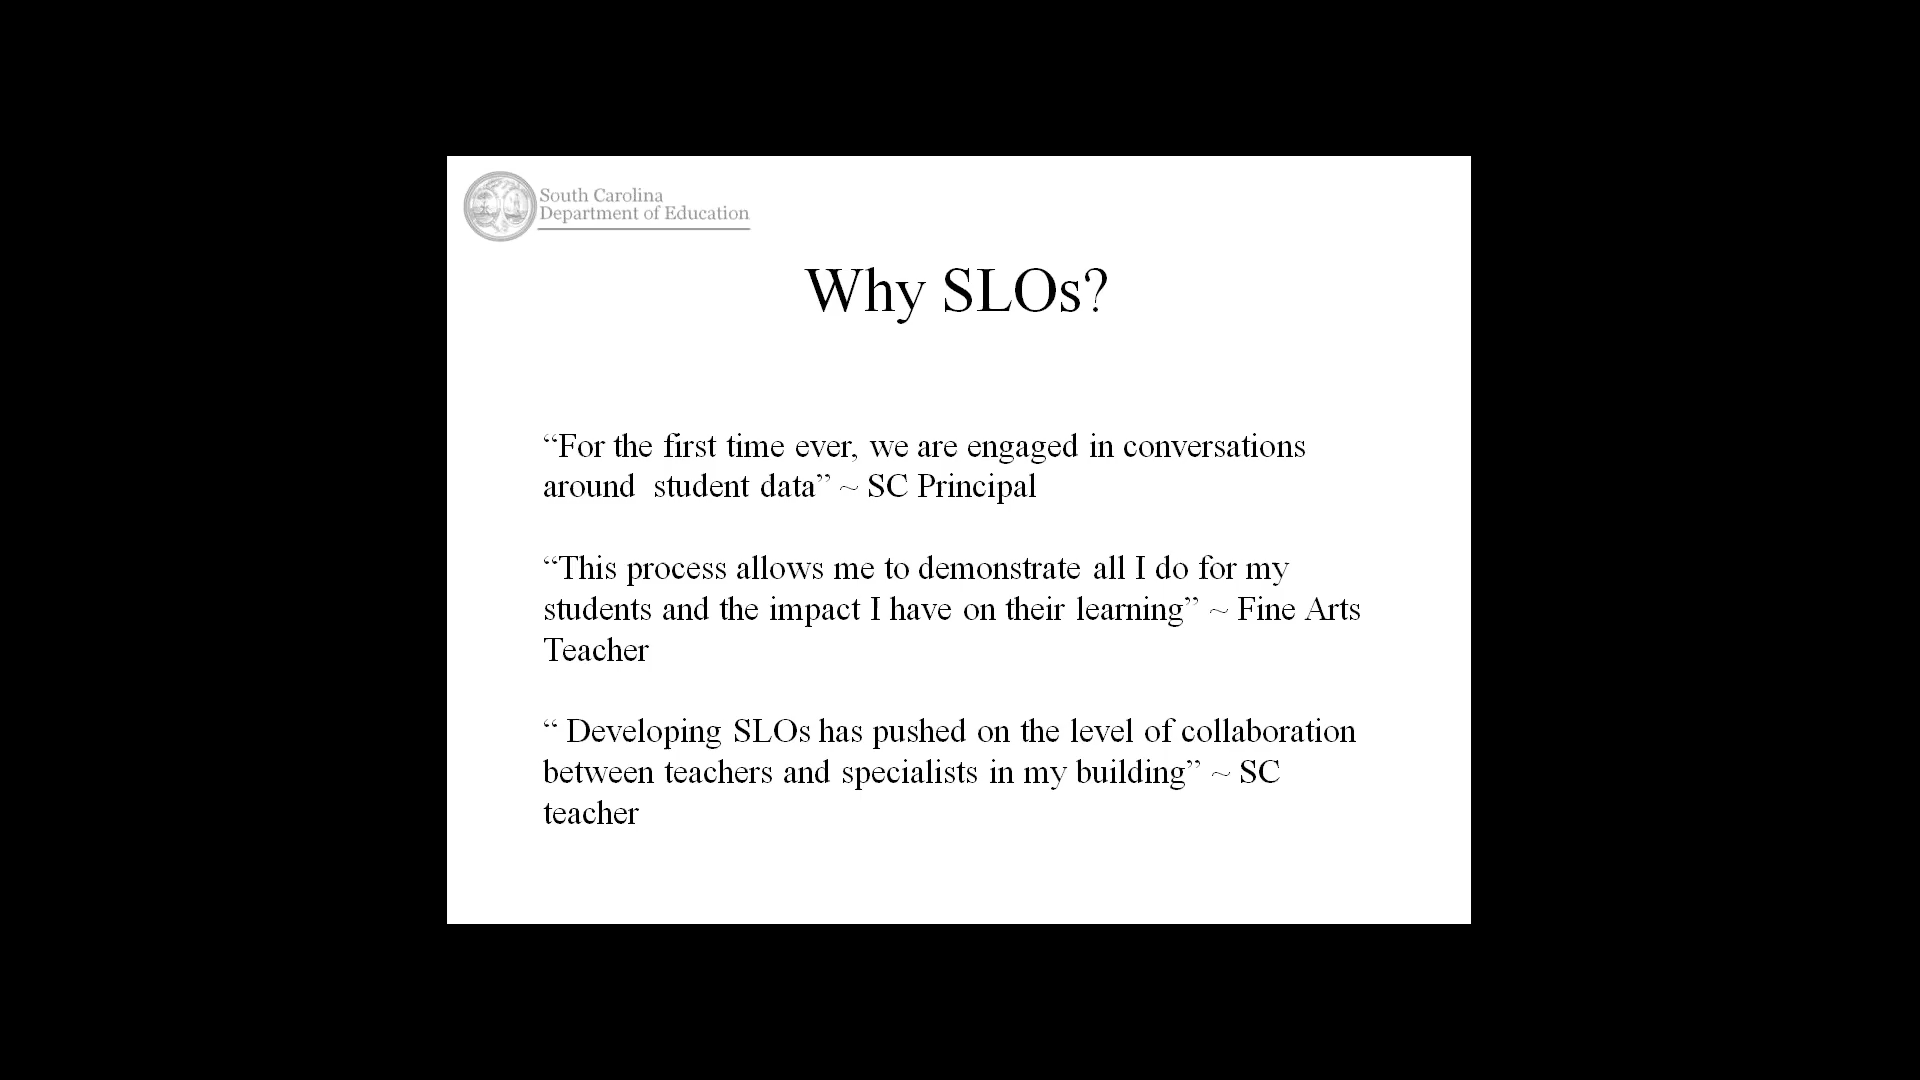 South Carolina
Department of Education
Why SLOs?
“For the first time ever, we are engaged in conversations
around  student data” ~ SC Principal
“This process allows me to demonstrate all I do for my
students and the impact I have on their learning” ~ Fine Arts
Teacher
“ Developing SLOs has pushed on the level of collaboration
between teachers and specialists in my building” ~ SC
teacher